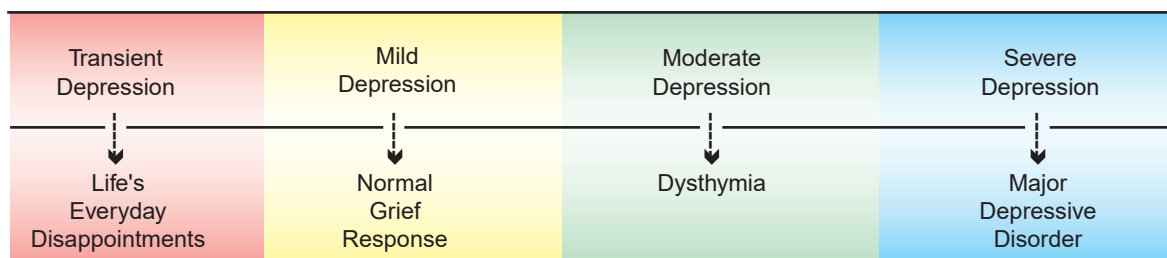 Transient
Depression
Mild
Depression
Moderate
Depression
Severe
Depression
Life's
Everyday
Disappointments
Normal
Grief
Response
Dysthymia
Major
Depressive
Disorder